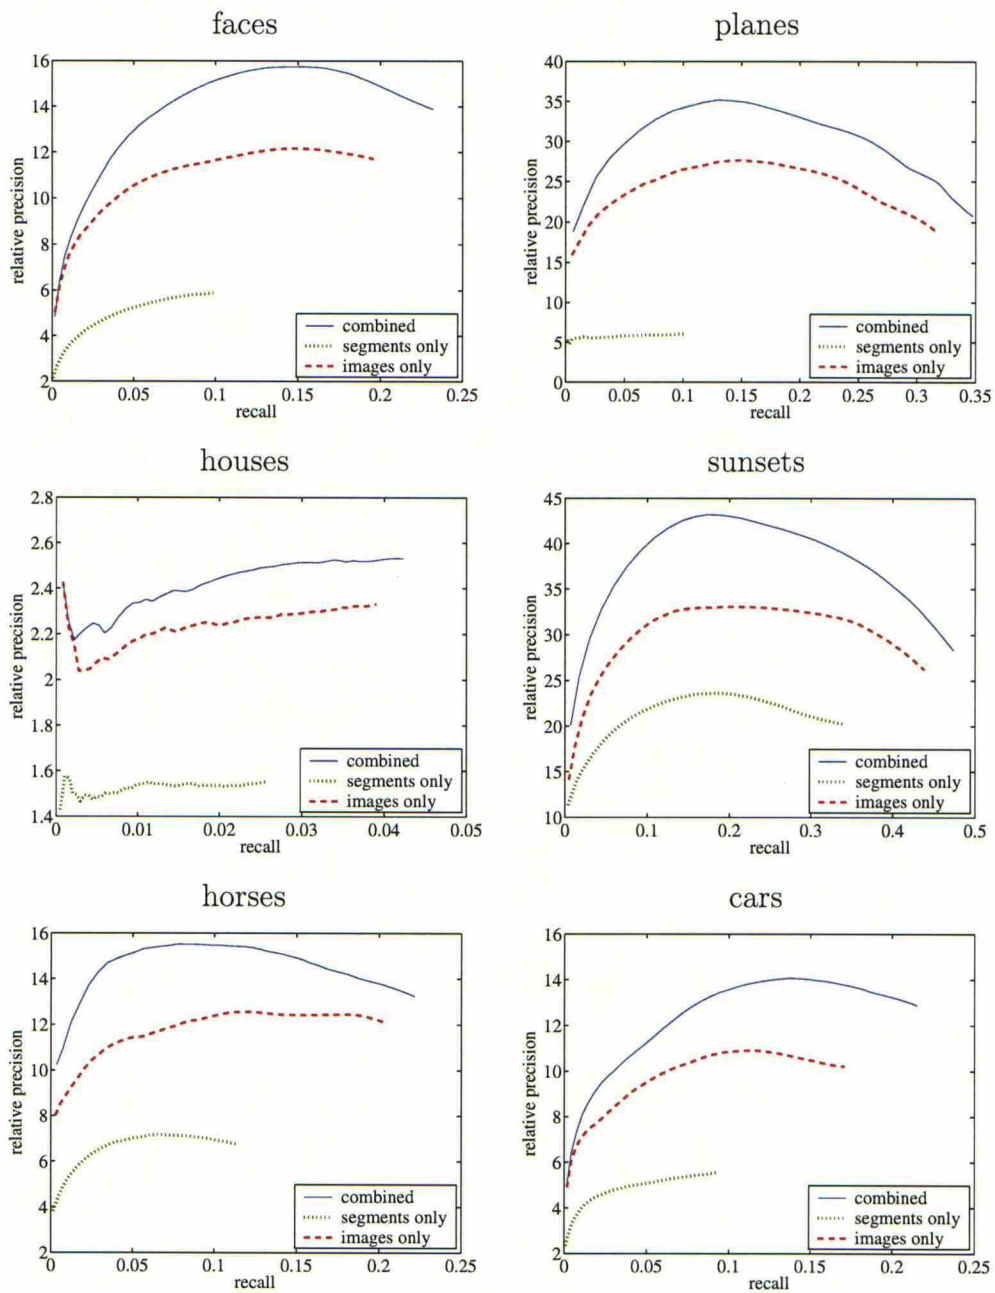 faces
16
14
12
10
8
6
4
2
relative precision
combined
segments only
images only
0 0.05 0.1 0.15 0.2 0.25
recall
planes
40
35
30
25
20
15
10
5
0
relative precision
combined
segments only
images only
0 0.05 0.1 0.15 0.2 0.25 0.3 0.35
recall
houses
2.8
2.6
2.4
2.2
2
1.8
1.6
1.4
relative precision
combined
segments only
images only
0 0.01 0.02 0.03 0.04 0.05
recall
sunsets
45
40
35
30
25
20
15
10
relative precision
combined
segments only
images only
0 0.1 0.2 0.3 0.4 0.5
recall
horses
16
14
12
10
8
6
4
2
relative precision
combined
segments only
images only
0 0.05 0.1 0.15 0.2 0.25
recall
cars
16
14
12
10
8
6
4
2
relative precision
combined
segments only
images only
0 0.05 0.1 0.15 0.2 0.25
recall